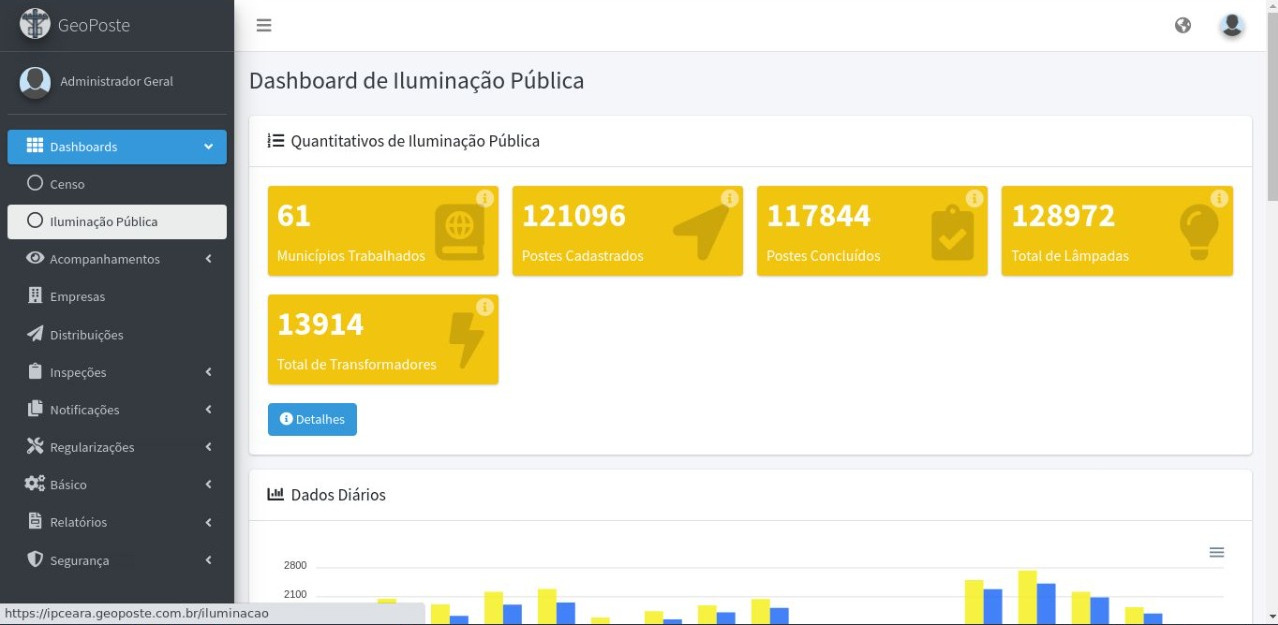 GeoPoste
Administrador Geral
Dashboards
Censo
Iluminação Pública
Acompanhamentos
Empresas
Distribuições
Inspeções
Notificações
Regularizações
Básico
Relatórios
Segurança
https://ipceara.geoposte.com.br/iluminacao
Dashboard de Iluminação Pública
Quantitativos de Iluminação Pública
61
Municípios Trabalhados
121096
Postes Cadastrados
117844
Postes Concluídos
128972
Total de Lâmpadas
13914
Total de Transformadores
Detalhes
Dados Diários
2800
2100